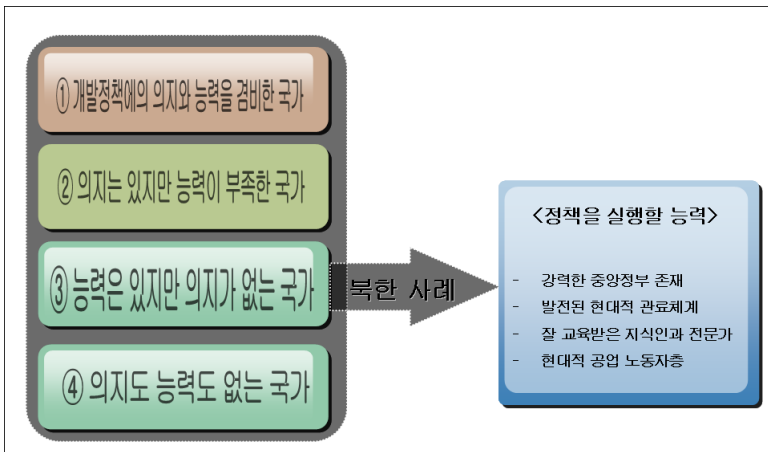 ① 개발정책에의 의지와 능력을 겸비한 국가
② 의지는 있지만 능력이 부족한 국가
③ 능력은 있지만 의지가 없는 국가
④ 의지도 능력도 없는 국가
북한 사례
<정책을 실행할 능력>
- 강력한 중앙정부 존재
- 발전된 현대적 관료체계
- 잘 교육받은 지식인과 전문가
- 현대적 공업 노동자층